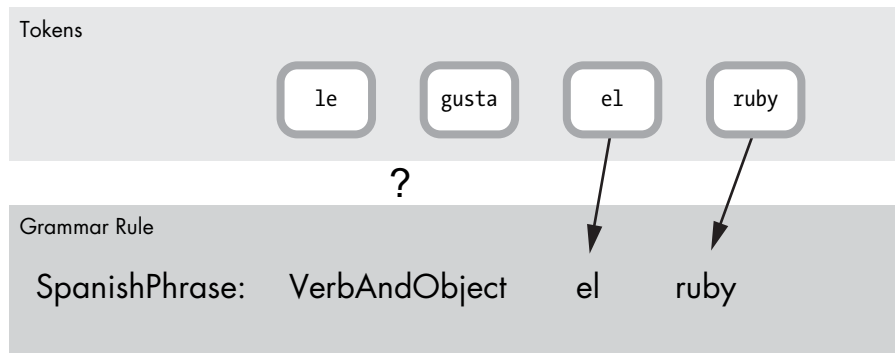 Tokens
le gusta el ruby
?
Grammar Rule
SpanishPhrase: VerbAndObject el ruby